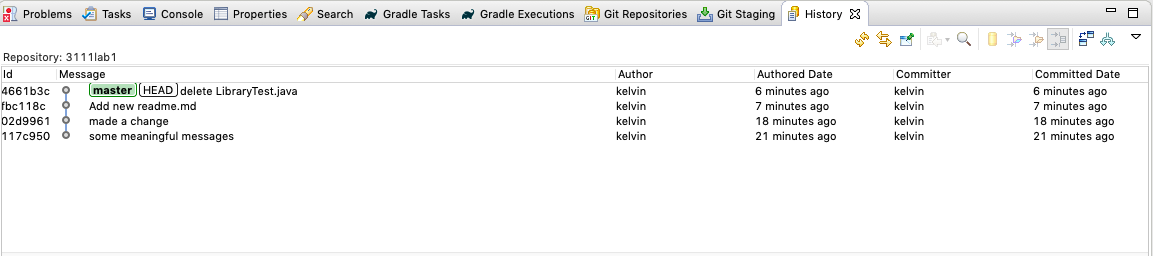 Problems Tasks Console Properties Search Gradle Tasks Gradle Executions Git Repositories Git Staging History
Repository: 3111lab1
Id Message Author Authored Date Committer Committed Date
4661b3c master HEAD delete LibraryTest.java kelvin 6 minutes ago kelvin 6 minutes ago
fbc118c Add new readme.md kelvin 7 minutes ago kelvin 7 minutes ago
02d9961 made a change kelvin 18 minutes ago kelvin 18 minutes ago
117c950 some meaningful messages kelvin 21 minutes ago kelvin 21 minutes ago